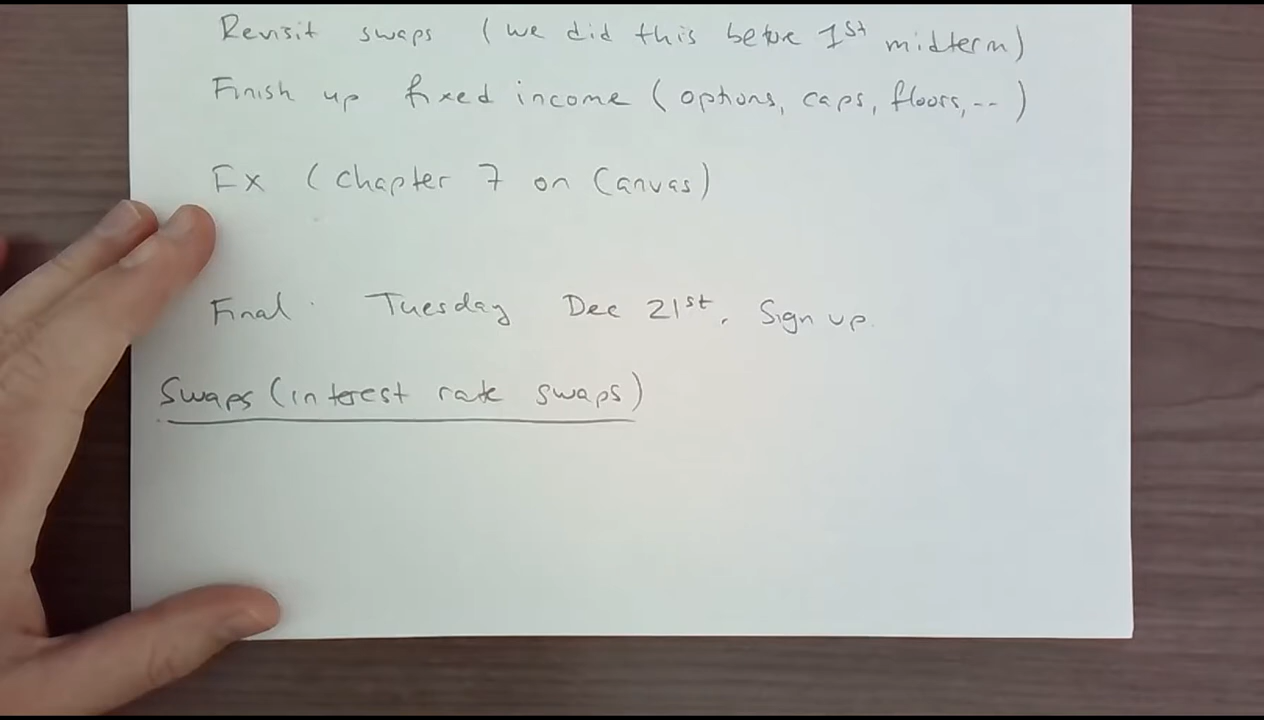 Revisit swaps (we did this before 1st midterm)
Finish up fixed income (options, caps, floors, -- )
FX (Chapter 7 on Canvas)
Final. Tuesday Dec 21st. Sign up.
Swaps (interest rate swaps)